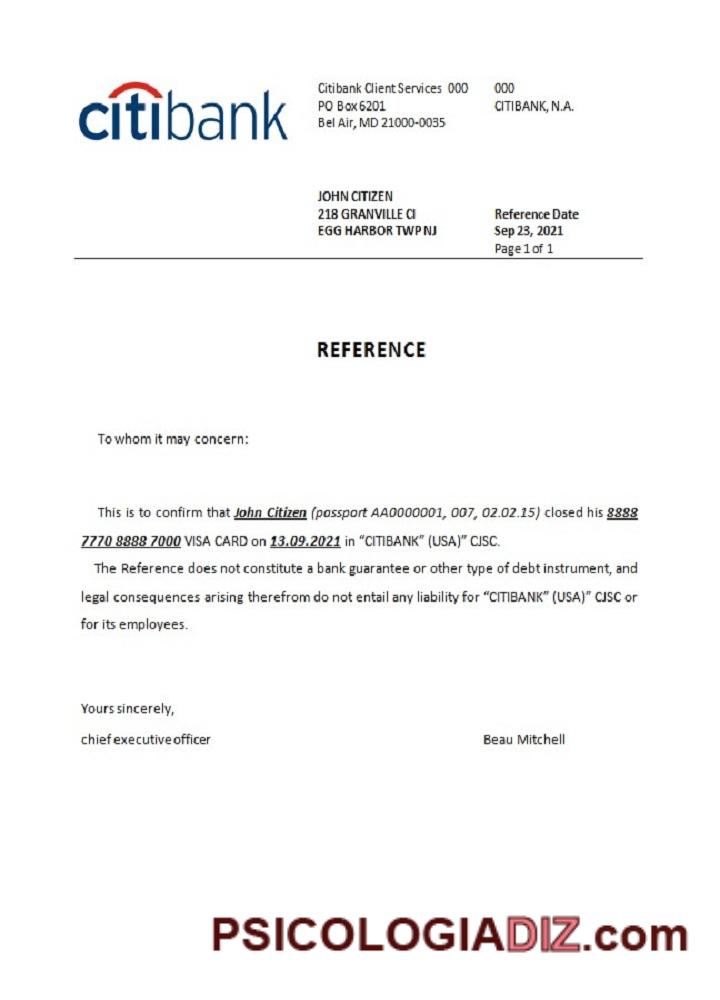 citibank
Citibank Client Services 000
PO Box 6201
Bel Air, MD 21000-0035
000
CITIBANK, N.A.
JOHN CITIZEN
218 GRANVILLE CI
EGG HARBOR TWP NJ
Reference Date
Sep 23, 2021
Page 1 of 1
REFERENCE
To whom it may concern:
This is to confirm that John Citizen (passport AA0000001, 007, 02.02.15) closed his 8888
7770 8888 7000 VISA CARD on 13.09.2021 in “CITIBANK” (USA)” CJSC.
The Reference does not constitute a bank guarantee or other type of debt instrument, and
legal consequences arising therefrom do not entail any liability for “CITIBANK” (USA)” CJSC or
for its employees.
Yours sincerely,
chief executive officer
Beau Mitchell
PSICOLOGIADIZ.com